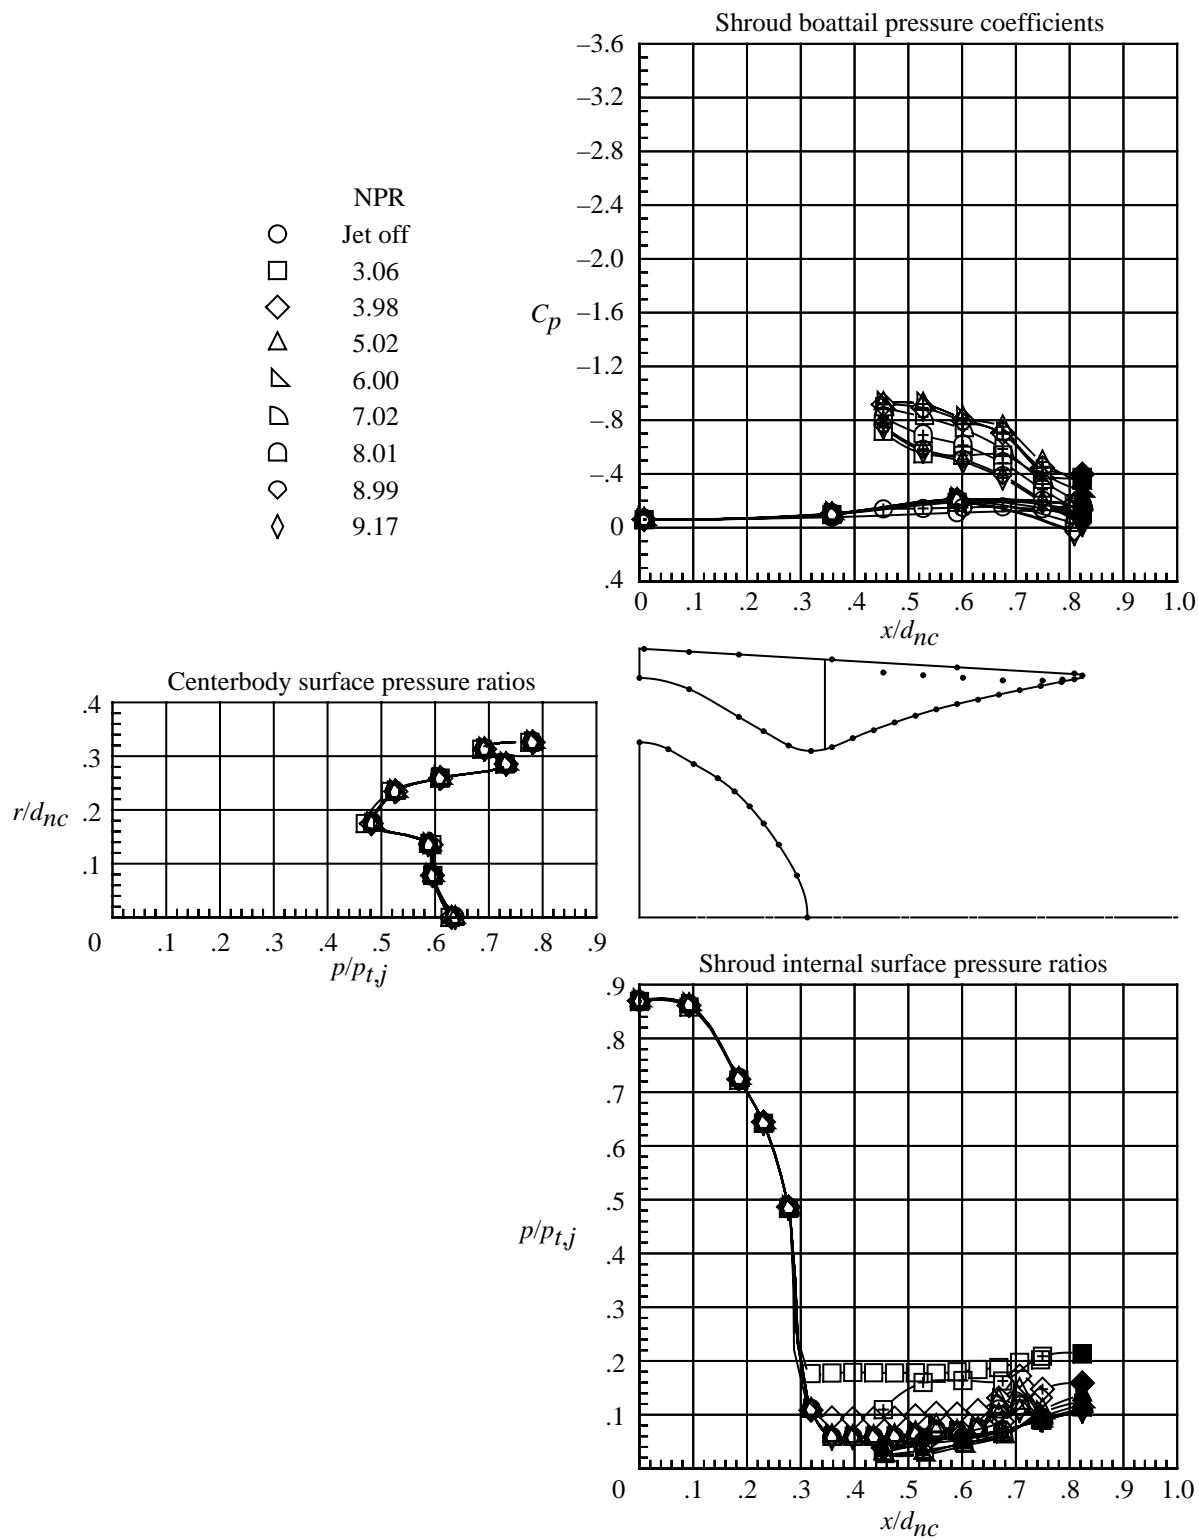 Shroud boattail pressure coefficients
–3.6
–3.2
–2.8
–2.4
–2.0
–1.6
–1.2
–.8
–.4
0
.4
Cp
0 .1 .2 .3 .4 .5 .6 .7 .8 .9 1.0
x/dnc
NPR
Jet off
3.06
3.98
5.02
6.00
7.02
8.01
8.99
9.17
Centerbody surface pressure ratios
.4
.3
.2
.1
r/dnc
0 .1 .2 .3 .4 .5 .6 .7 .8 .9
p/pt,j
Shroud internal surface pressure ratios
.9
.8
.7
.6
.5
.4
.3
.2
.1
p/pt,j
0 .1 .2 .3 .4 .5 .6 .7 .8 .9 1.0
x/dnc